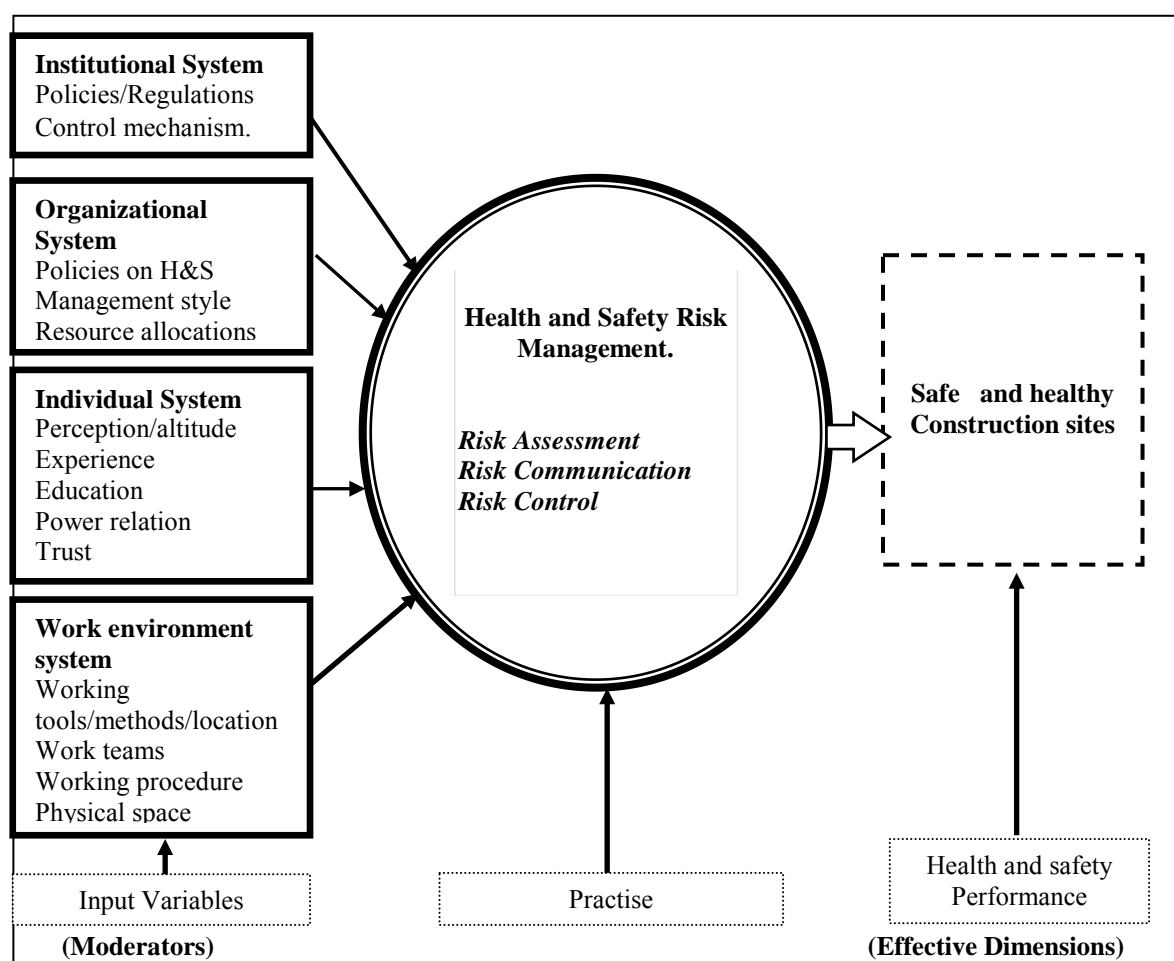 Institutional System
Policies/Regulations
Control mechanism.
Organizational
System
Policies on H&S
Management style
Resource allocations
Individual System
Perception/altitude
Experience
Education
Power relation
Trust
Work environment
system
Working
tools/methods/location
Work teams
Working procedure
Physical space
Health and Safety Risk
Management.
Risk Assessment
Risk Communication
Risk Control
Safe and healthy
Construction sites
Input Variables
(Moderators)
Practise
Health and safety
Performance
(Effective Dimensions)